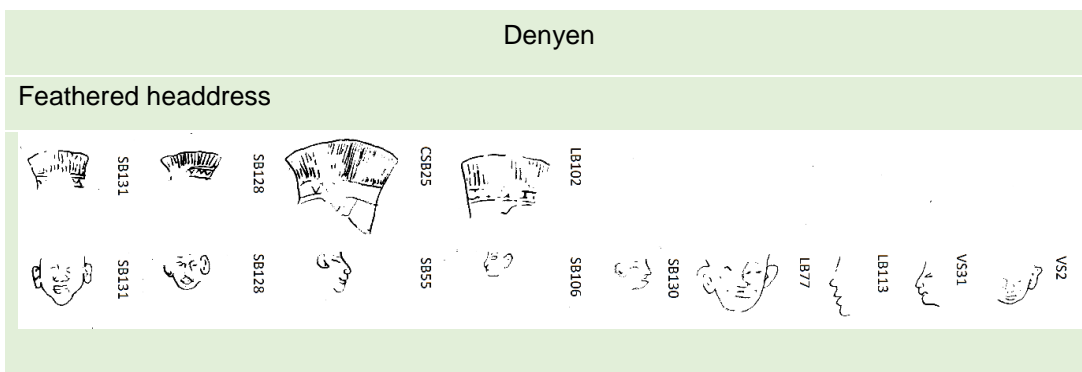 Denyen
Feathered headdress
SB131
SB128
CSB25
LB102
SB131
SB128
SB55
SB106
SB130
LB77
LB113
VS31
VS2